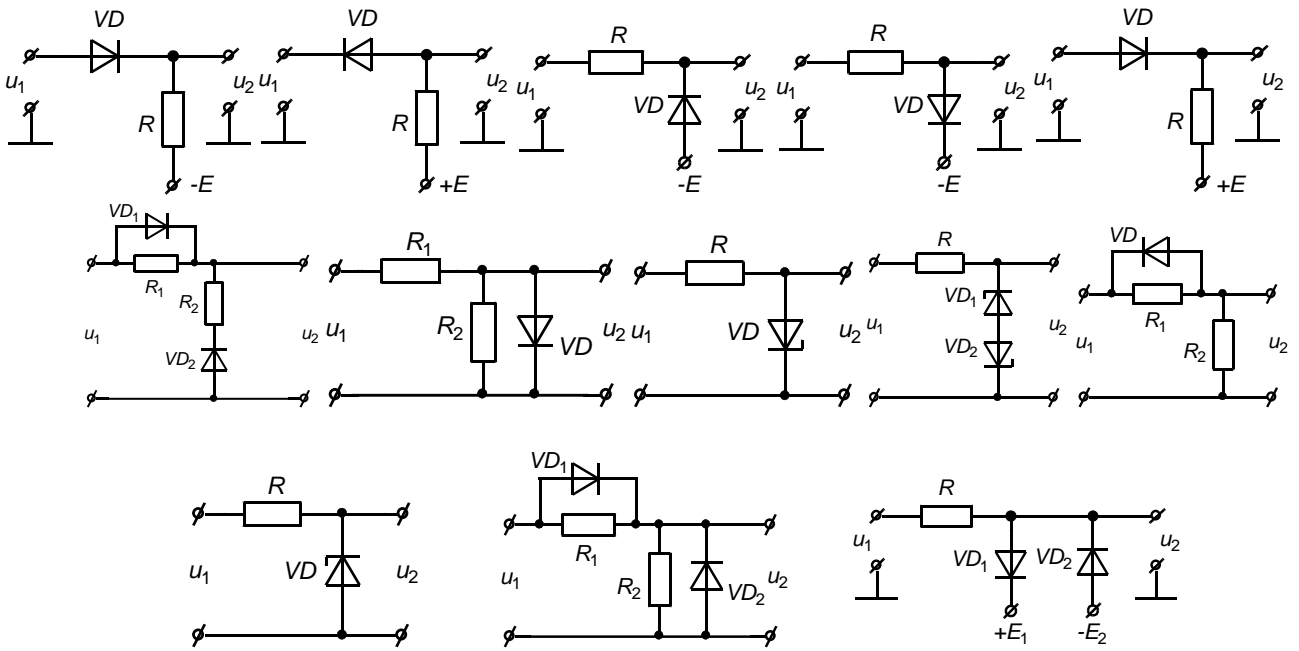 VD VD R R VD
u1 u2 u1 u2 u1 VD u2 u1 VD u2 u1 u2
R R R
-E +E -E -E +E
VD1 R1 R R VD
R1 R2 VD1 R1
u1 u2 u1 R2 u2 u1 u2 u1 u2 u1 R2 u2
VD2 VD VD VD2
R VD1 R
u1 VD u2 R1 u1 VD1 VD2 u2
u1 R2 VD2 u2
+E1 -E2